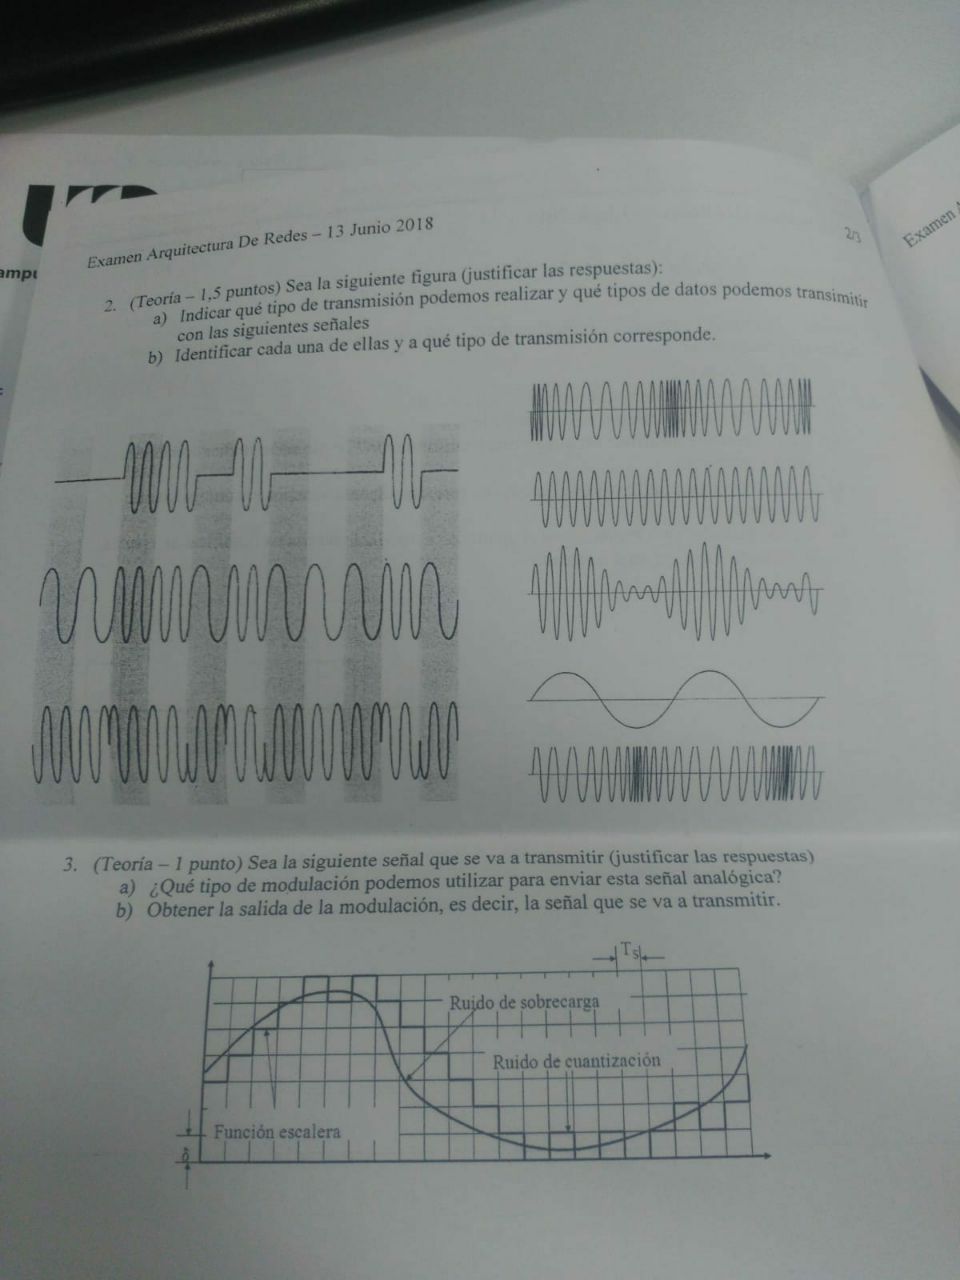 Examen Arquitectura De Redes – 13 Junio 2018
2/3
Examen
ampu
2. (Teoría – 1,5 puntos) Sea la siguiente figura (justificar las respuestas):
a) Indicar qué tipo de transmisión podemos realizar y qué tipos de datos podemos transimitir
con las siguientes señales
b) Identificar cada una de ellas y a qué tipo de transmisión corresponde.
3. (Teoría – 1 punto) Sea la siguiente señal que se va a transmitir (justificar las respuestas)
a) ¿Qué tipo de modulación podemos utilizar para enviar esta señal analógica?
b) Obtener la salida de la modulación, es decir, la señal que se va a transmitir.
Ts
Ruido de sobrecarga
Ruido de cuantización
Función escalera
δ